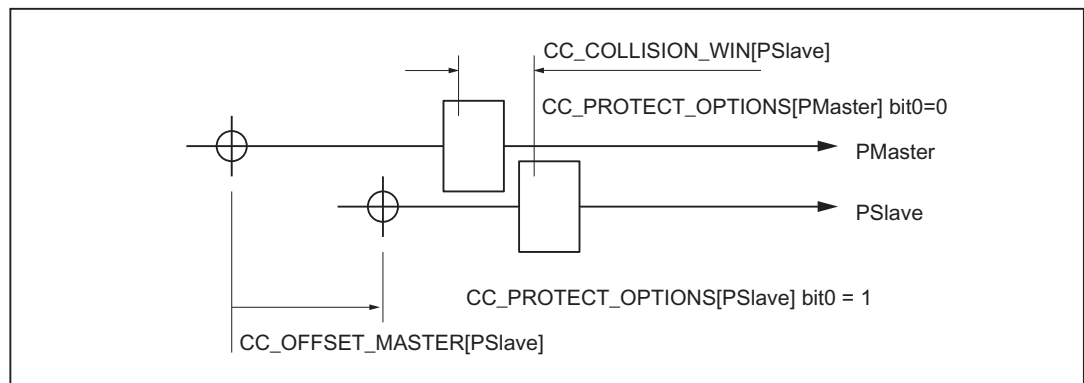 CC_COLLISION_WIN[PSlave]
CC_PROTECT_OPTIONS[PMaster] bit0=0
PMaster
PSlave
CC_PROTECT_OPTIONS[PSlave] bit0 = 1
CC_OFFSET_MASTER[PSlave]